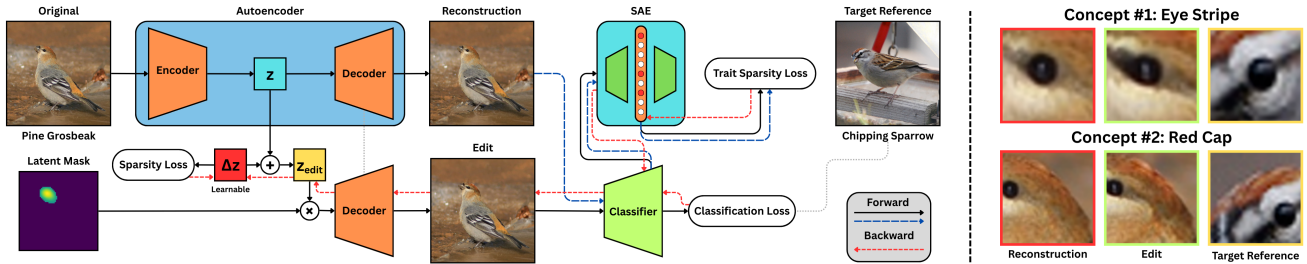 Original
Autoencoder
Reconstruction
SAE
Target Reference
Encoder
z
Decoder
Trait Sparsity Loss
Pine Grosbeak
Chipping Sparrow
Latent Mask
Sparsity Loss
Δz
+
z_edit
Learnable
Edit
×
Decoder
Classifier
Classification Loss
Forward
Backward
Concept #1: Eye Stripe
Concept #2: Red Cap
Reconstruction
Edit
Target Reference